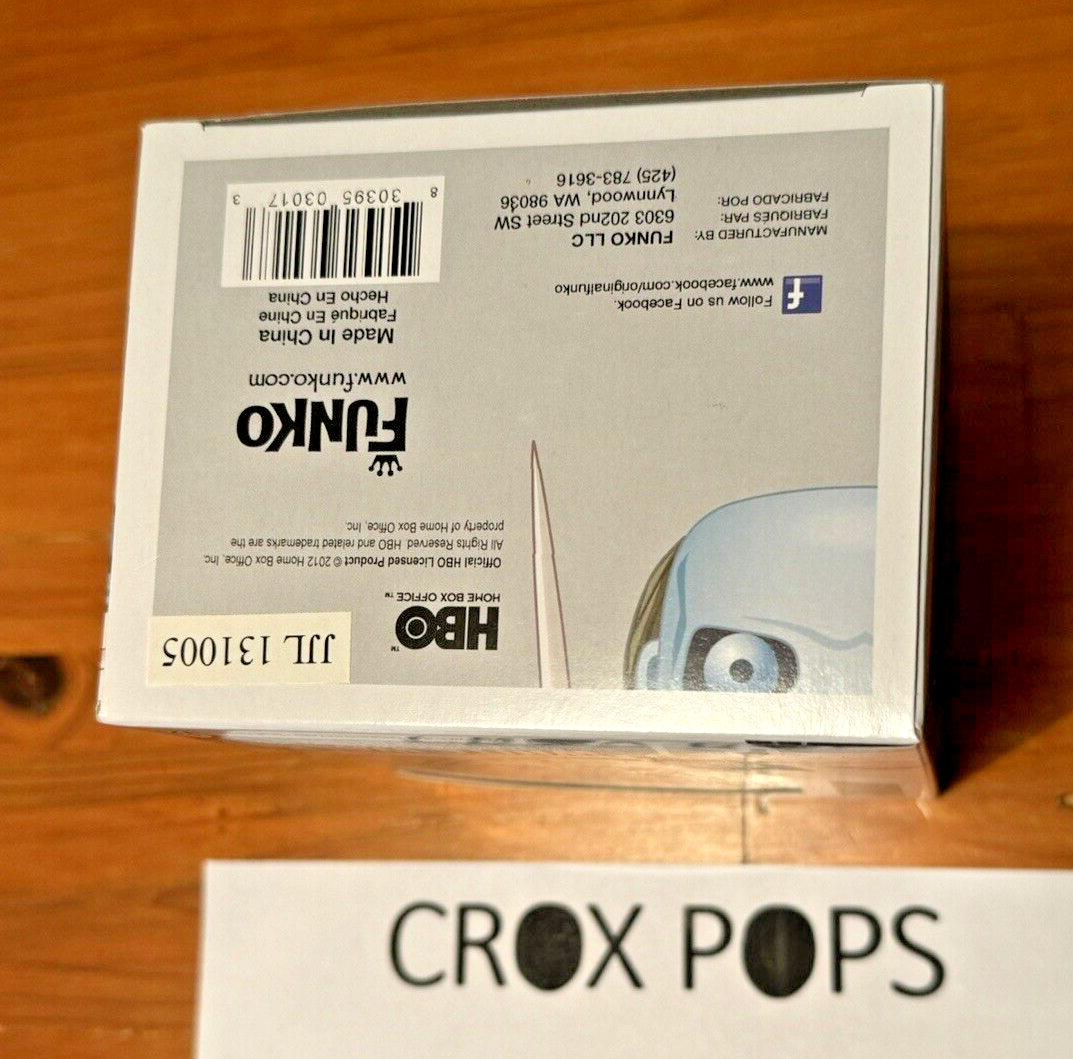 JJL 131005
HBO™
HOME BOX OFFICE™
Official HBO Licensed Product © 2012 Home Box Office, Inc.
All Rights Reserved. HBO and related trademarks are the
property of Home Box Office, Inc.
FUNKO
www.funko.com
Made In China
Fabriqué En Chine
Hecho En China
8 30395 03017 3
f
Follow us on Facebook.
www.facebook.com/originalfunko
MANUFACTURED BY:
FABRIQUÉS PAR:
FABRICADO POR:
FUNKO LLC
6303 202nd Street SW
Lynnwood, WA 98036
(425) 783-3616
CROX POPS